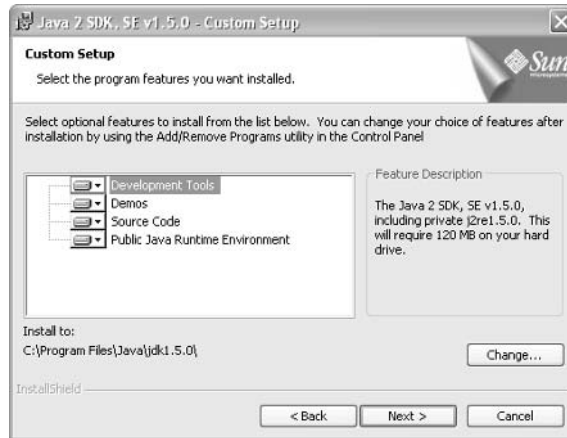 Java 2 SDK, SE v1.5.0 - Custom Setup
Custom Setup
Select the program features you want installed.
Sun
microsystems
Select optional features to install from the list below. You can change your choice of features after
installation by using the Add/Remove Programs utility in the Control Panel
Development Tools
Demos
Source Code
Public Java Runtime Environment
Feature Description
The Java 2 SDK, SE v1.5.0,
including private j2re1.5.0. This
will require 120 MB on your hard
drive.
Install to:
C:\Program Files\Java\jdk1.5.0\
Change...
InstallShield
< Back
Next >
Cancel